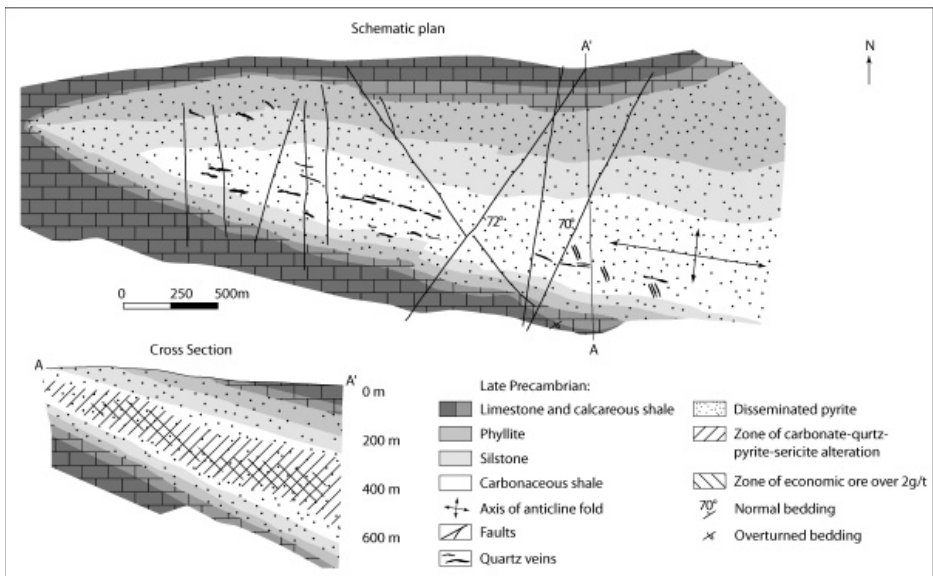 Schematic plan
A'
N
72°
70°
0 250 500m
A
Cross Section
A
A'
0 m
200 m
400 m
600 m
Late Precambrian:
Limestone and calcareous shale
Phyllite
Silstone
Carbonaceous shale
Axis of anticline fold
Faults
Quartz veins
Disseminated pyrite
Zone of carbonate-qurtz-
pyrite-sericite alteration
Zone of economic ore over 2g/t
70°
Normal bedding
Overturned bedding